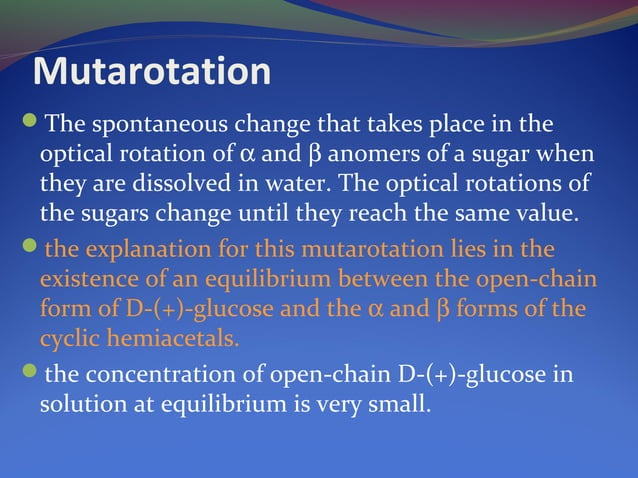 Mutarotation
The spontaneous change that takes place in the
optical rotation of α and β anomers of a sugar when
they are dissolved in water. The optical rotations of
the sugars change until they reach the same value.
the explanation for this mutarotation lies in the
existence of an equilibrium between the open-chain
form of D-(+)-glucose and the α and β forms of the
cyclic hemiacetals.
the concentration of open-chain D-(+)-glucose in
solution at equilibrium is very small.